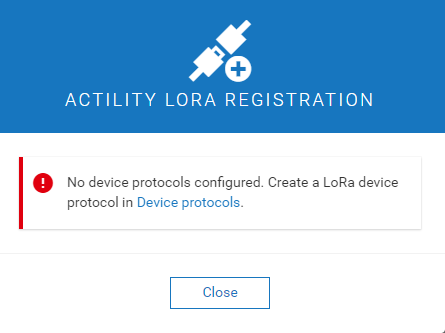 ACTILITY LORA REGISTRATION
No device protocols configured. Create a LoRa device
protocol in Device protocols.
Close